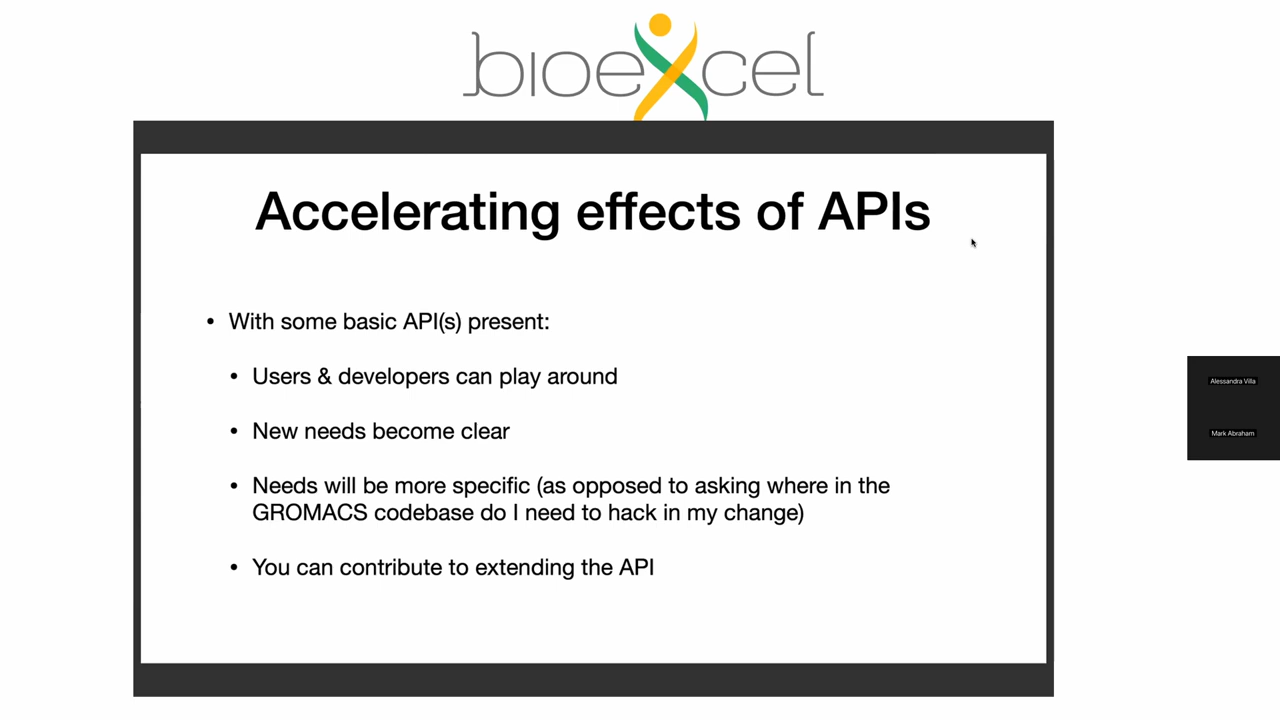 bioexcel
Accelerating effects of APIs
• With some basic API(s) present:
• Users & developers can play around
• New needs become clear
• Needs will be more specific (as opposed to asking where in the
GROMACS codebase do I need to hack in my change)
• You can contribute to extending the API
Alessandra Villa
Mark Abraham